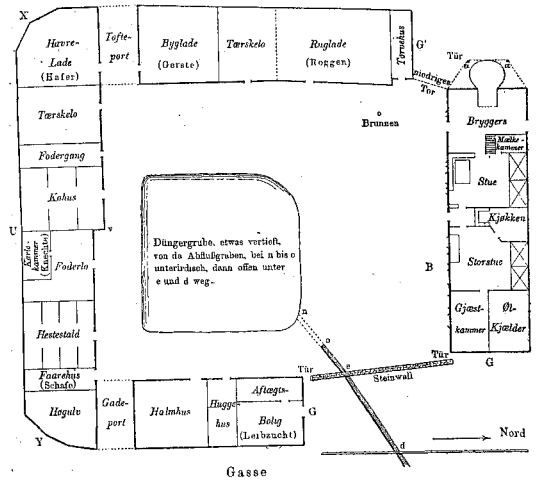 X
Havre-
Lade
(Hafer)
Tofte-
port
Byglade
(Gerste)
Tærskelo
Ruglade
(Roggen)
Tørvehus
G'
niedriges
Tor
Tür
a
a
Bryggers
Mælke-
kammer
Brunnen
Tærskelo
Fodergang
Kohus
Stue
Kjøkken
U
v
Karle-
kammer
(Knechte)
Foderlo
Düngergrube, etwas vertieft,
von da Abflußgraben, bei n bis o
unterirdisch, dann offen unter
e und d weg.
B
Storstue
Hestestald
n
o
Gjæst-
kammer
Øl-
Kjælder
Faarehus
(Schafe)
Tür
e
Tür
Steinwall
G
Høgulv
Gade-
port
Halmhus
Hugge-
hus
Aftægts-
Bolig
(Leibzucht)
G
Y
d
Nord
Gasse